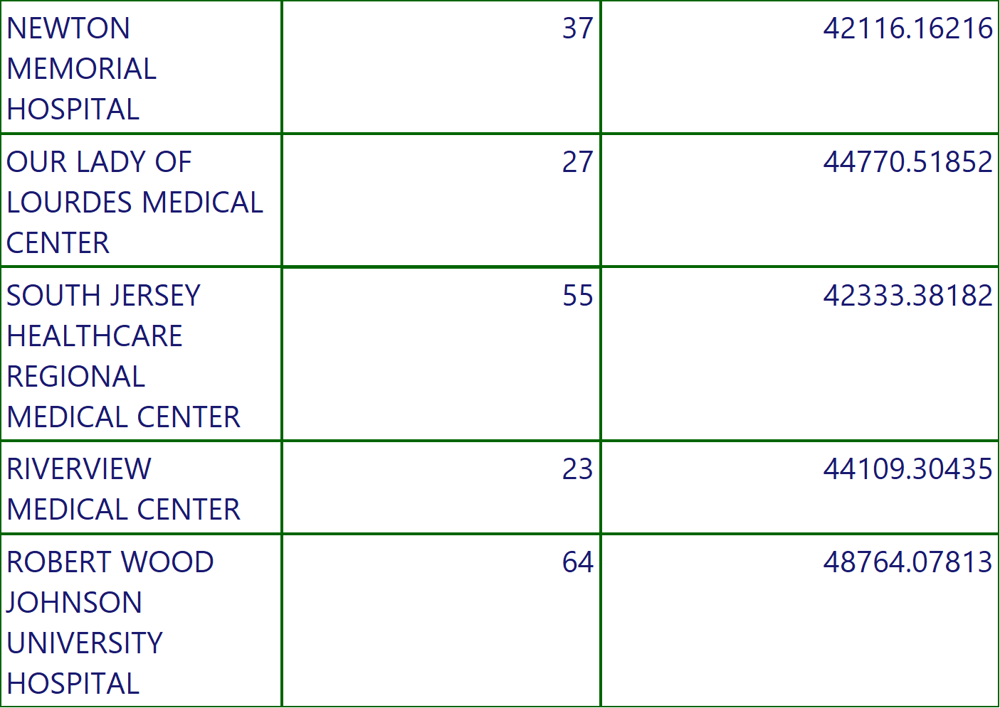 NEWTON 37 42116.16216
MEMORIAL
HOSPITAL
OUR LADY OF 27 44770.51852
LOURDES MEDICAL
CENTER
SOUTH JERSEY 55 42333.38182
HEALTHCARE
REGIONAL
MEDICAL CENTER
RIVERVIEW 23 44109.30435
MEDICAL CENTER
ROBERT WOOD 64 48764.07813
JOHNSON
UNIVERSITY
HOSPITAL